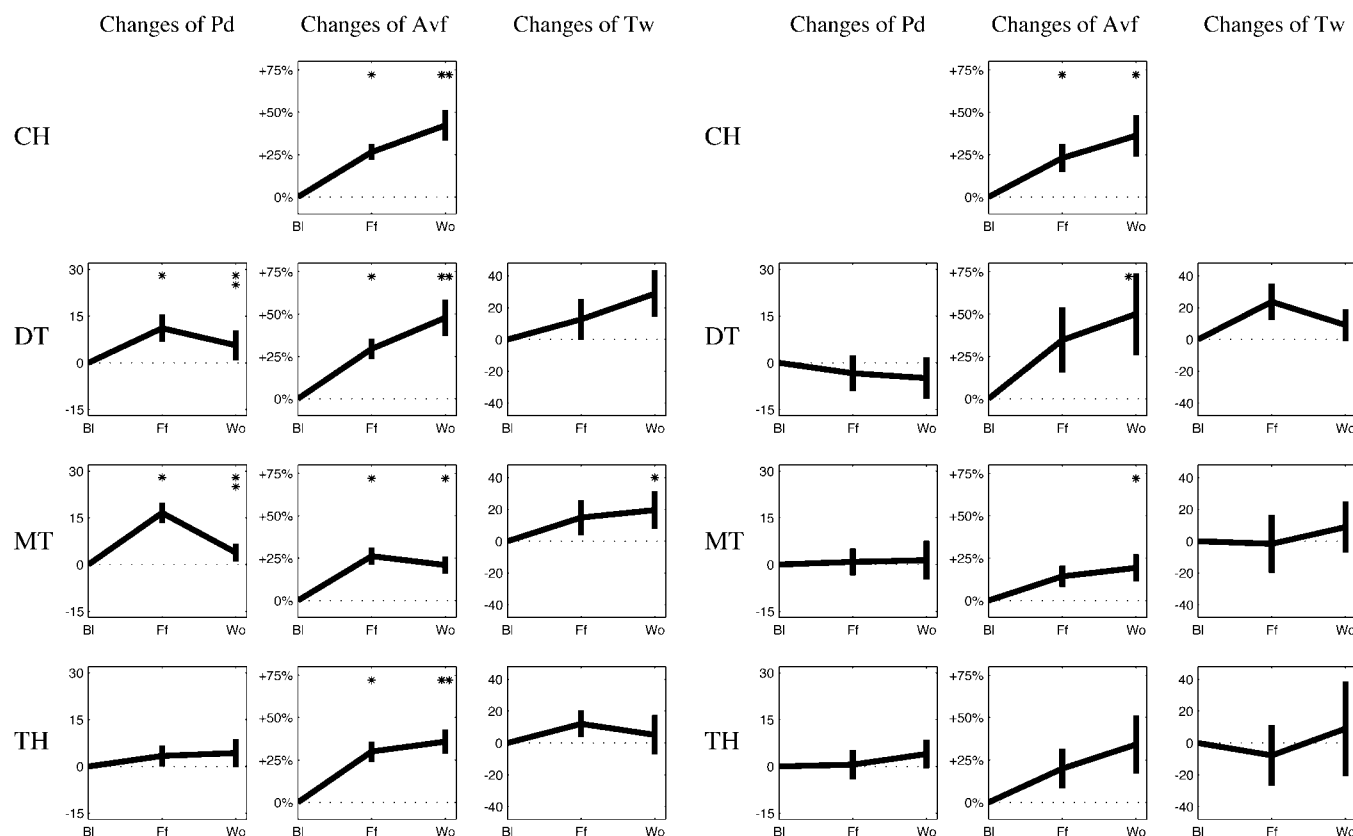 Changes of Pd Changes of Avf Changes of Tw Changes of Pd Changes of Avf Changes of Tw
+75% * ** +75% * *
+50% +50%
CH CH
+25% +25%
0% 0%
Bl Ff Wo Bl Ff Wo
30 * * * +75% * ** 40 30 +75% * 40
15 +50% 20 15 +50% 20
DT DT
0 +25% 0 0 +25% 0
-20 -20
-15 0% -40 -15 0% -40
Bl Ff Wo Bl Ff Wo Bl Ff Wo Bl Ff Wo Bl Ff Wo Bl Ff Wo
30 * * * +75% * * 40 * 30 +75% * 40
15 +50% 20 15 +50% 20
MT MT
0 +25% 0 0 +25% 0
-20 -20
-15 0% -40 -15 0% -40
Bl Ff Wo Bl Ff Wo Bl Ff Wo Bl Ff Wo Bl Ff Wo Bl Ff Wo
30 +75% * ** 40 30 +75% 40
15 +50% 20 15 +50% 20
TH TH
0 +25% 0 0 +25% 0
-20 -20
-15 0% -40 -15 0% -40
Bl Ff Wo Bl Ff Wo Bl Ff Wo Bl Ff Wo Bl Ff Wo Bl Ff Wo